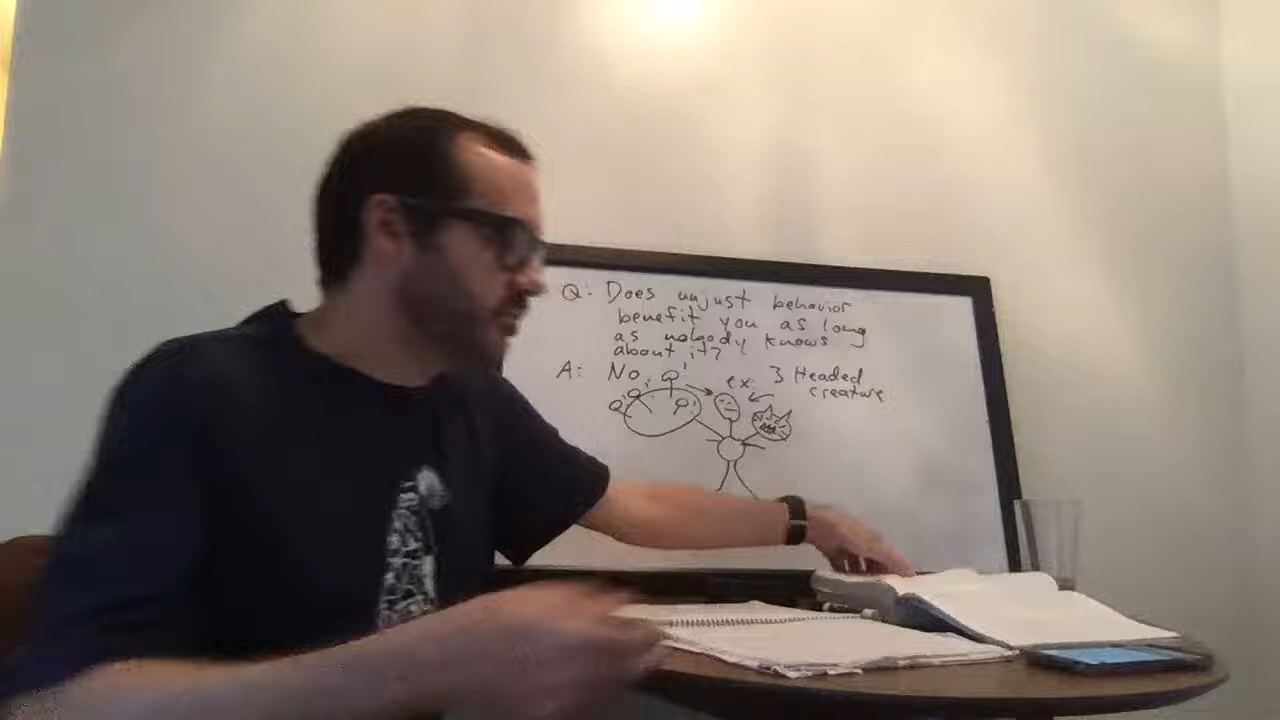 Q: Does unjust behavior
benefit you as long
as nobody knows
about it?
A: No. ex: 3 Headed
creature